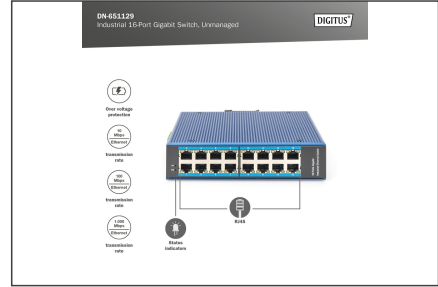 DN-651129
Industrial 16-Port Gigabit Switch, Unmanaged
DIGITUS®
Over voltage
protection
10
Mbps
Ethernet
transmission
rate
100
Mbps
Ethernet
transmission
rate
1.000
Mbps
Ethernet
transmission
rate
Status
indicators
RJ45